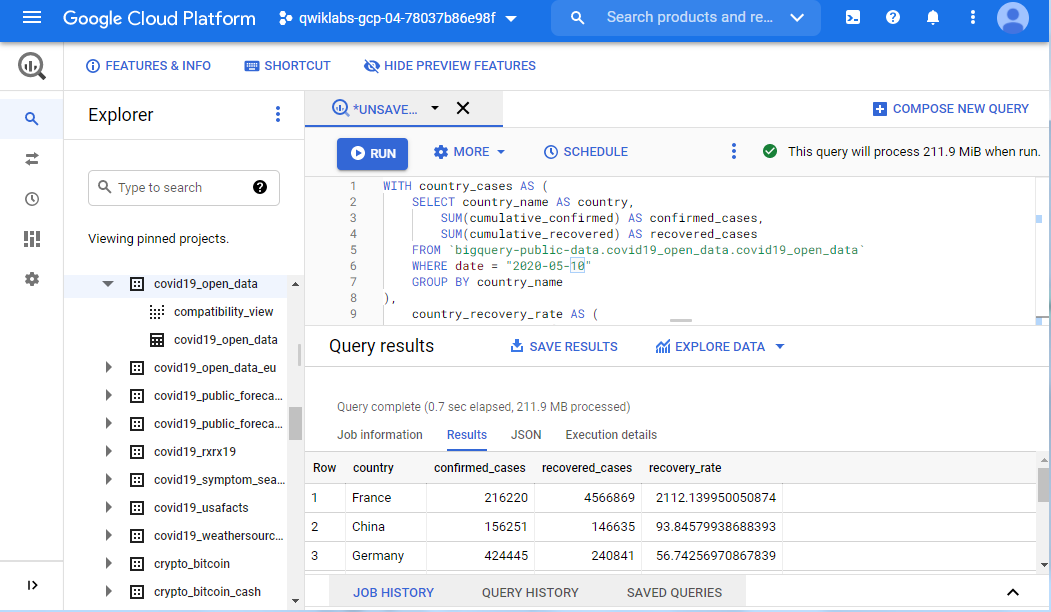 Google Cloud Platform qwiklabs-gcp-04-78037b86e98f Search products and re...
FEATURES & INFO SHORTCUT HIDE PREVIEW FEATURES
Explorer
Type to search
Viewing pinned projects.
covid19_open_data
compatibility_view
covid19_open_data
covid19_open_data_eu
covid19_public_foreca...
covid19_public_foreca...
covid19_rxrx19
covid19_symptom_sea...
covid19_usafacts
covid19_weathersourc...
crypto_bitcoin
crypto_bitcoin_cash
*UNSAVE... COMPOSE NEW QUERY
RUN MORE SCHEDULE This query will process 211.9 MiB when run.
1 WITH country_cases AS (
2 SELECT country_name AS country,
3 SUM(cumulative_confirmed) AS confirmed_cases,
4 SUM(cumulative_recovered) AS recovered_cases
5 FROM `bigquery-public-data.covid19_open_data.covid19_open_data`
6 WHERE date = "2020-05-10"
7 GROUP BY country_name
8 ),
9 country_recovery_rate AS (
Query results SAVE RESULTS EXPLORE DATA
Query complete (0.7 sec elapsed, 211.9 MB processed)
Job information Results JSON Execution details
Row country confirmed_cases recovered_cases recovery_rate
1 France 216220 4566869 2112.139950050874
2 China 156251 146635 93.84579938688393
3 Germany 424445 240841 56.74256970867839
JOB HISTORY QUERY HISTORY SAVED QUERIES